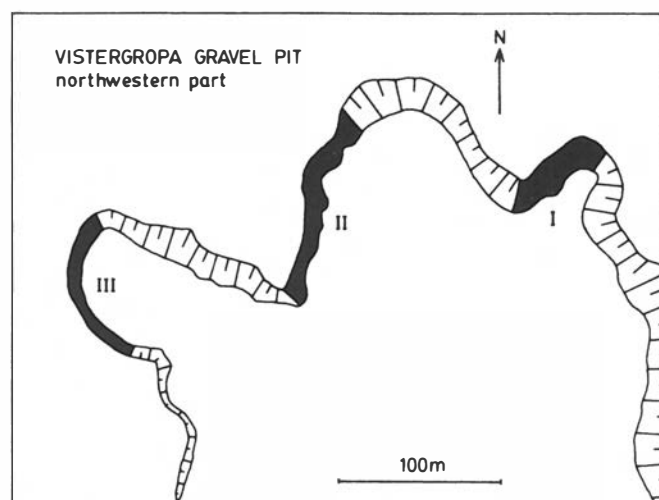 VISTERGROPA GRAVEL PIT
northwestern part
N
I
II
III
100m